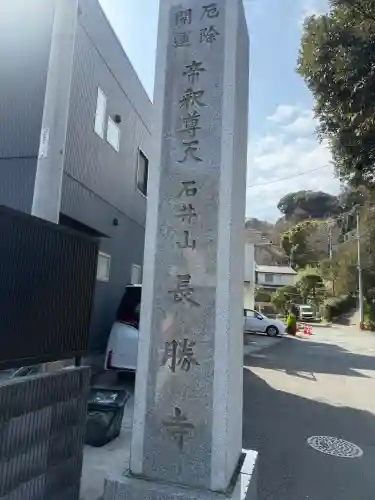 厄除
開運
帝釈尊天 石井山 長勝寺